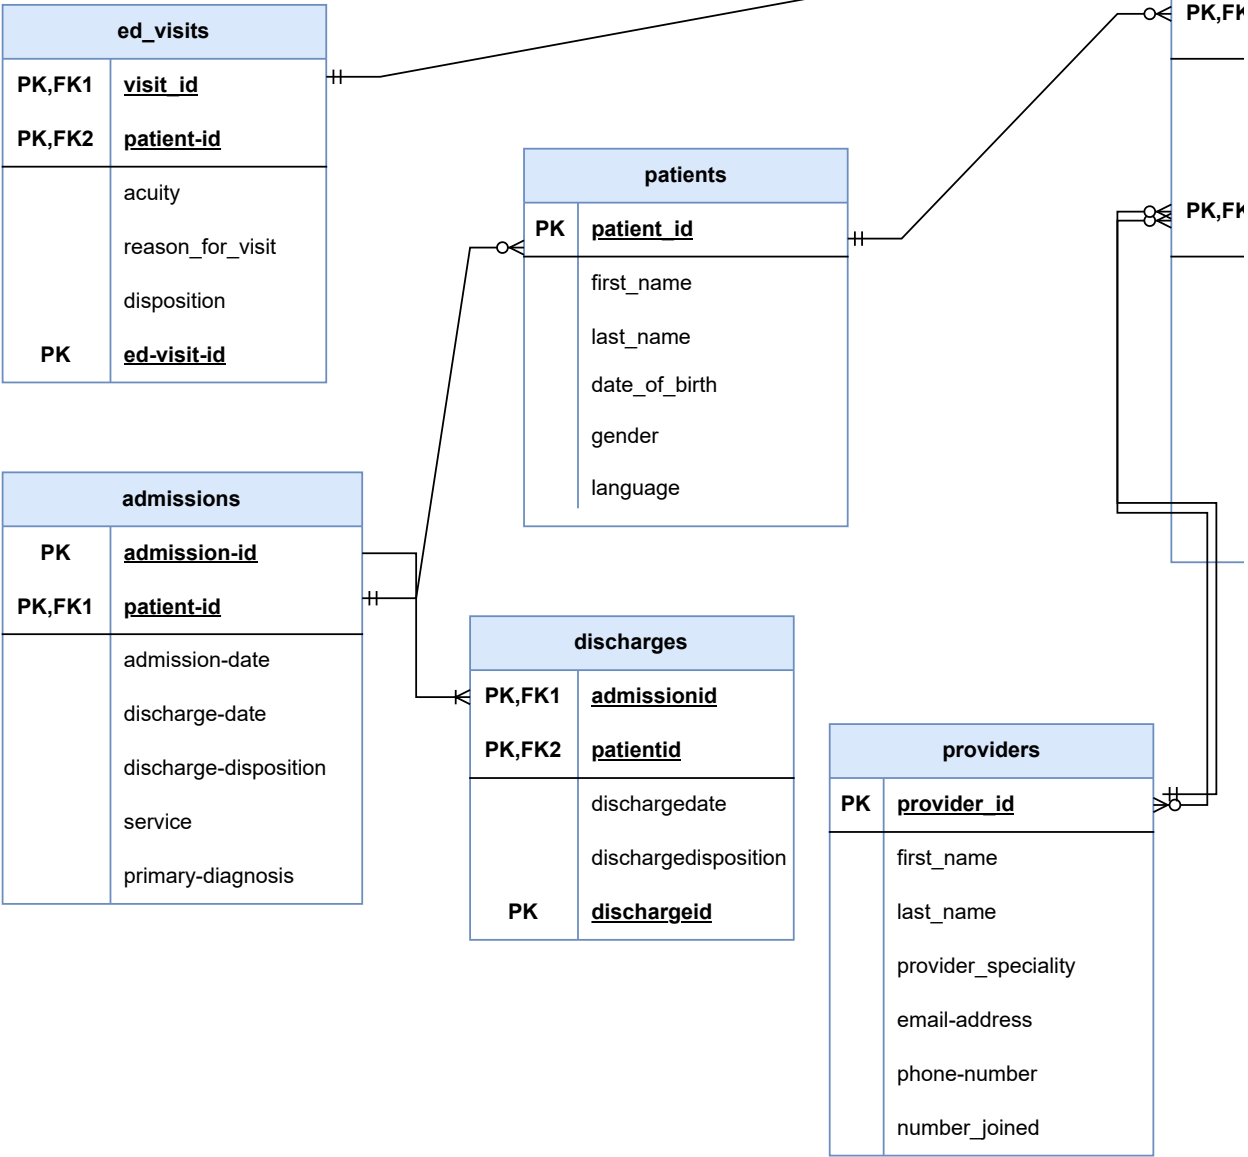 ed_visits
PK,FK1 visit_id
PK,FK2 patient-id
acuity
reason_for_visit
disposition
PK ed-visit-id
patients
PK patient_id
first_name
last_name
date_of_birth
gender
language
PK,FK
PK,FK
admissions
PK admission-id
PK,FK1 patient-id
admission-date
discharge-date
discharge-disposition
service
primary-diagnosis
discharges
PK,FK1 admissionid
PK,FK2 patientid
dischargedate
dischargedisposition
PK dischargeid
providers
PK provider_id
first_name
last_name
provider_speciality
email-address
phone-number
number_joined